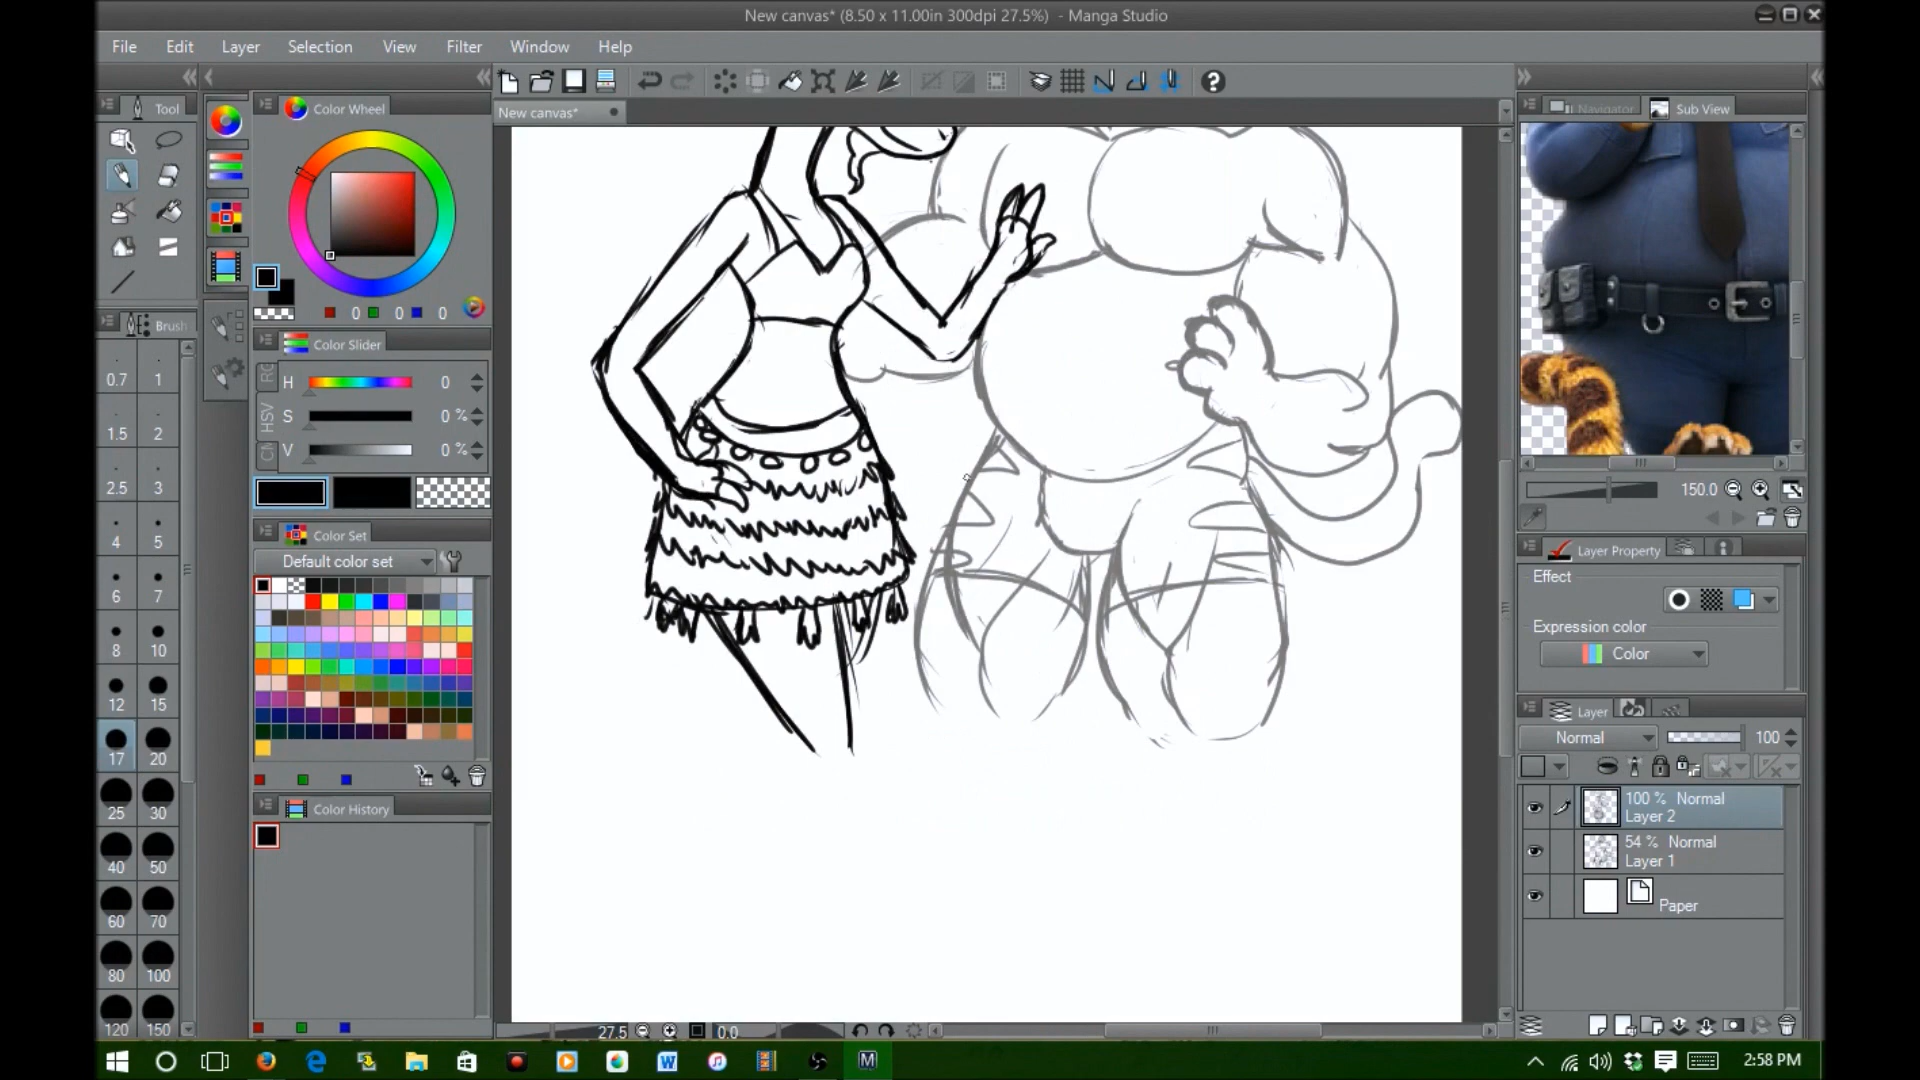 New canvas* (8.50 x 11.00in 300dpi 27.5%) - Manga Studio
File Edit Layer Selection View Filter Window Help
Tool
Color Wheel
New canvas*
Navigator
Sub View
0 0 0
Brush
Color Slider
H 0
HSV
S 0 %
V 0 %
0.7 1
1.5 2
2.5 3
4 5
6 7
8 10
12 15
17 20
25 30
40 50
60 70
80 100
120 150
Color Set
Default color set
Color History
150.0
Layer Property
Effect
Expression color
Color
Layer
Normal 100
100 % Normal
Layer 2
54 % Normal
Layer 1
Paper
27.5 0.0
2:58 PM